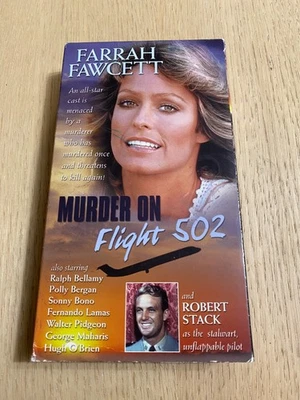 FARRAH
FAWCETT
An all-star
cast is
menaced
by a
murderer
who has
murdered once
and threatens
to kill again!
MURDER ON
Flight 502
also starring
Ralph Bellamy
Polly Bergan
Sonny Bono
Fernando Lamas
Walter Pidgeon
George Maharis
Hugh O'Brien
and
ROBERT
STACK
as the stalwart,
unflappable pilot